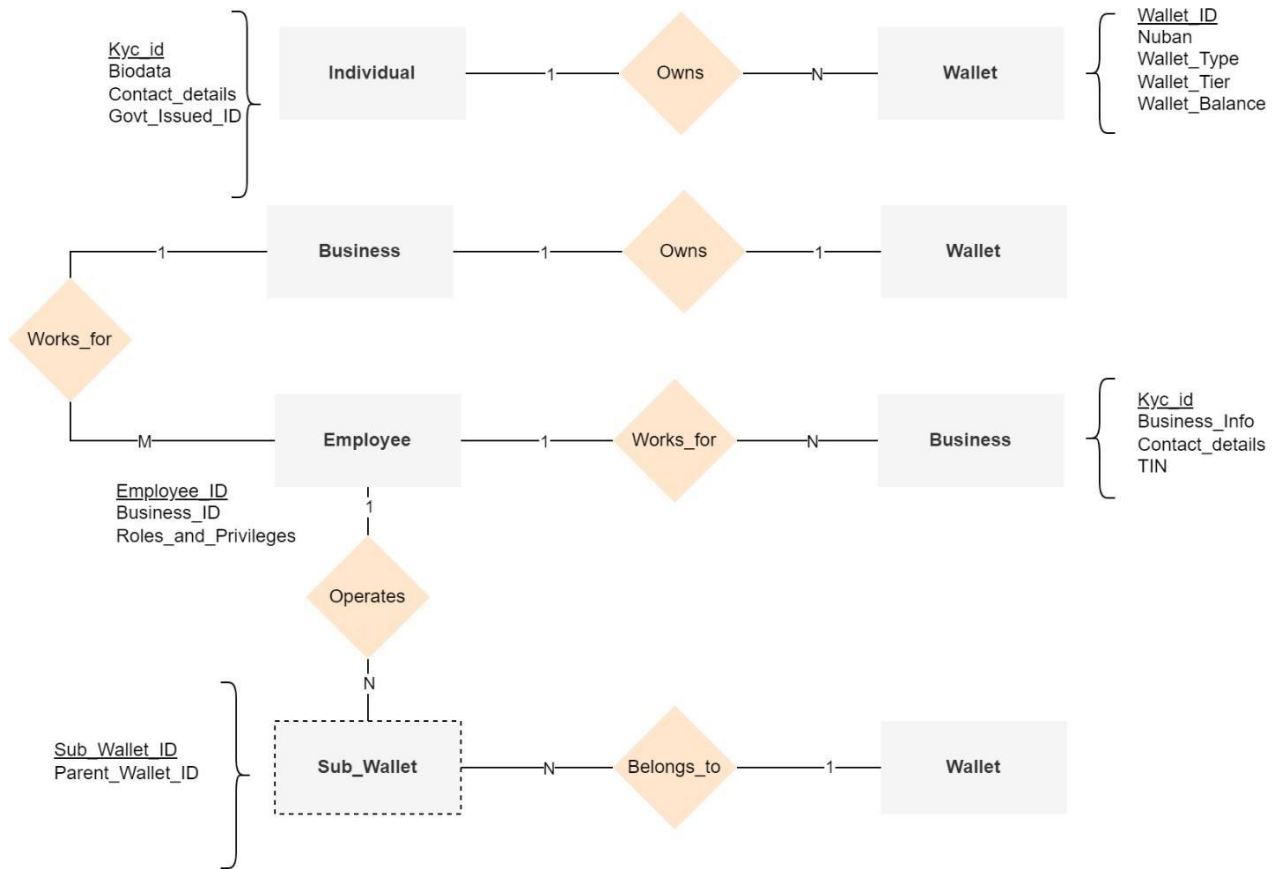 Kyc_id
Biodata
Contact_details
Govt_Issued_ID
Individual
1
Owns
N
Wallet
Wallet_ID
Nuban
Wallet_Type
Wallet_Tier
Wallet_Balance
1
Business
1
Owns
1
Wallet
Works_for
M
Employee
1
Works_for
N
Business
Kyc_id
Business_Info
Contact_details
TIN
Employee_ID
Business_ID
Roles_and_Privileges
1
Operates
N
Sub_Wallet_ID
Parent_Wallet_ID
Sub_Wallet
N
Belongs_to
1
Wallet